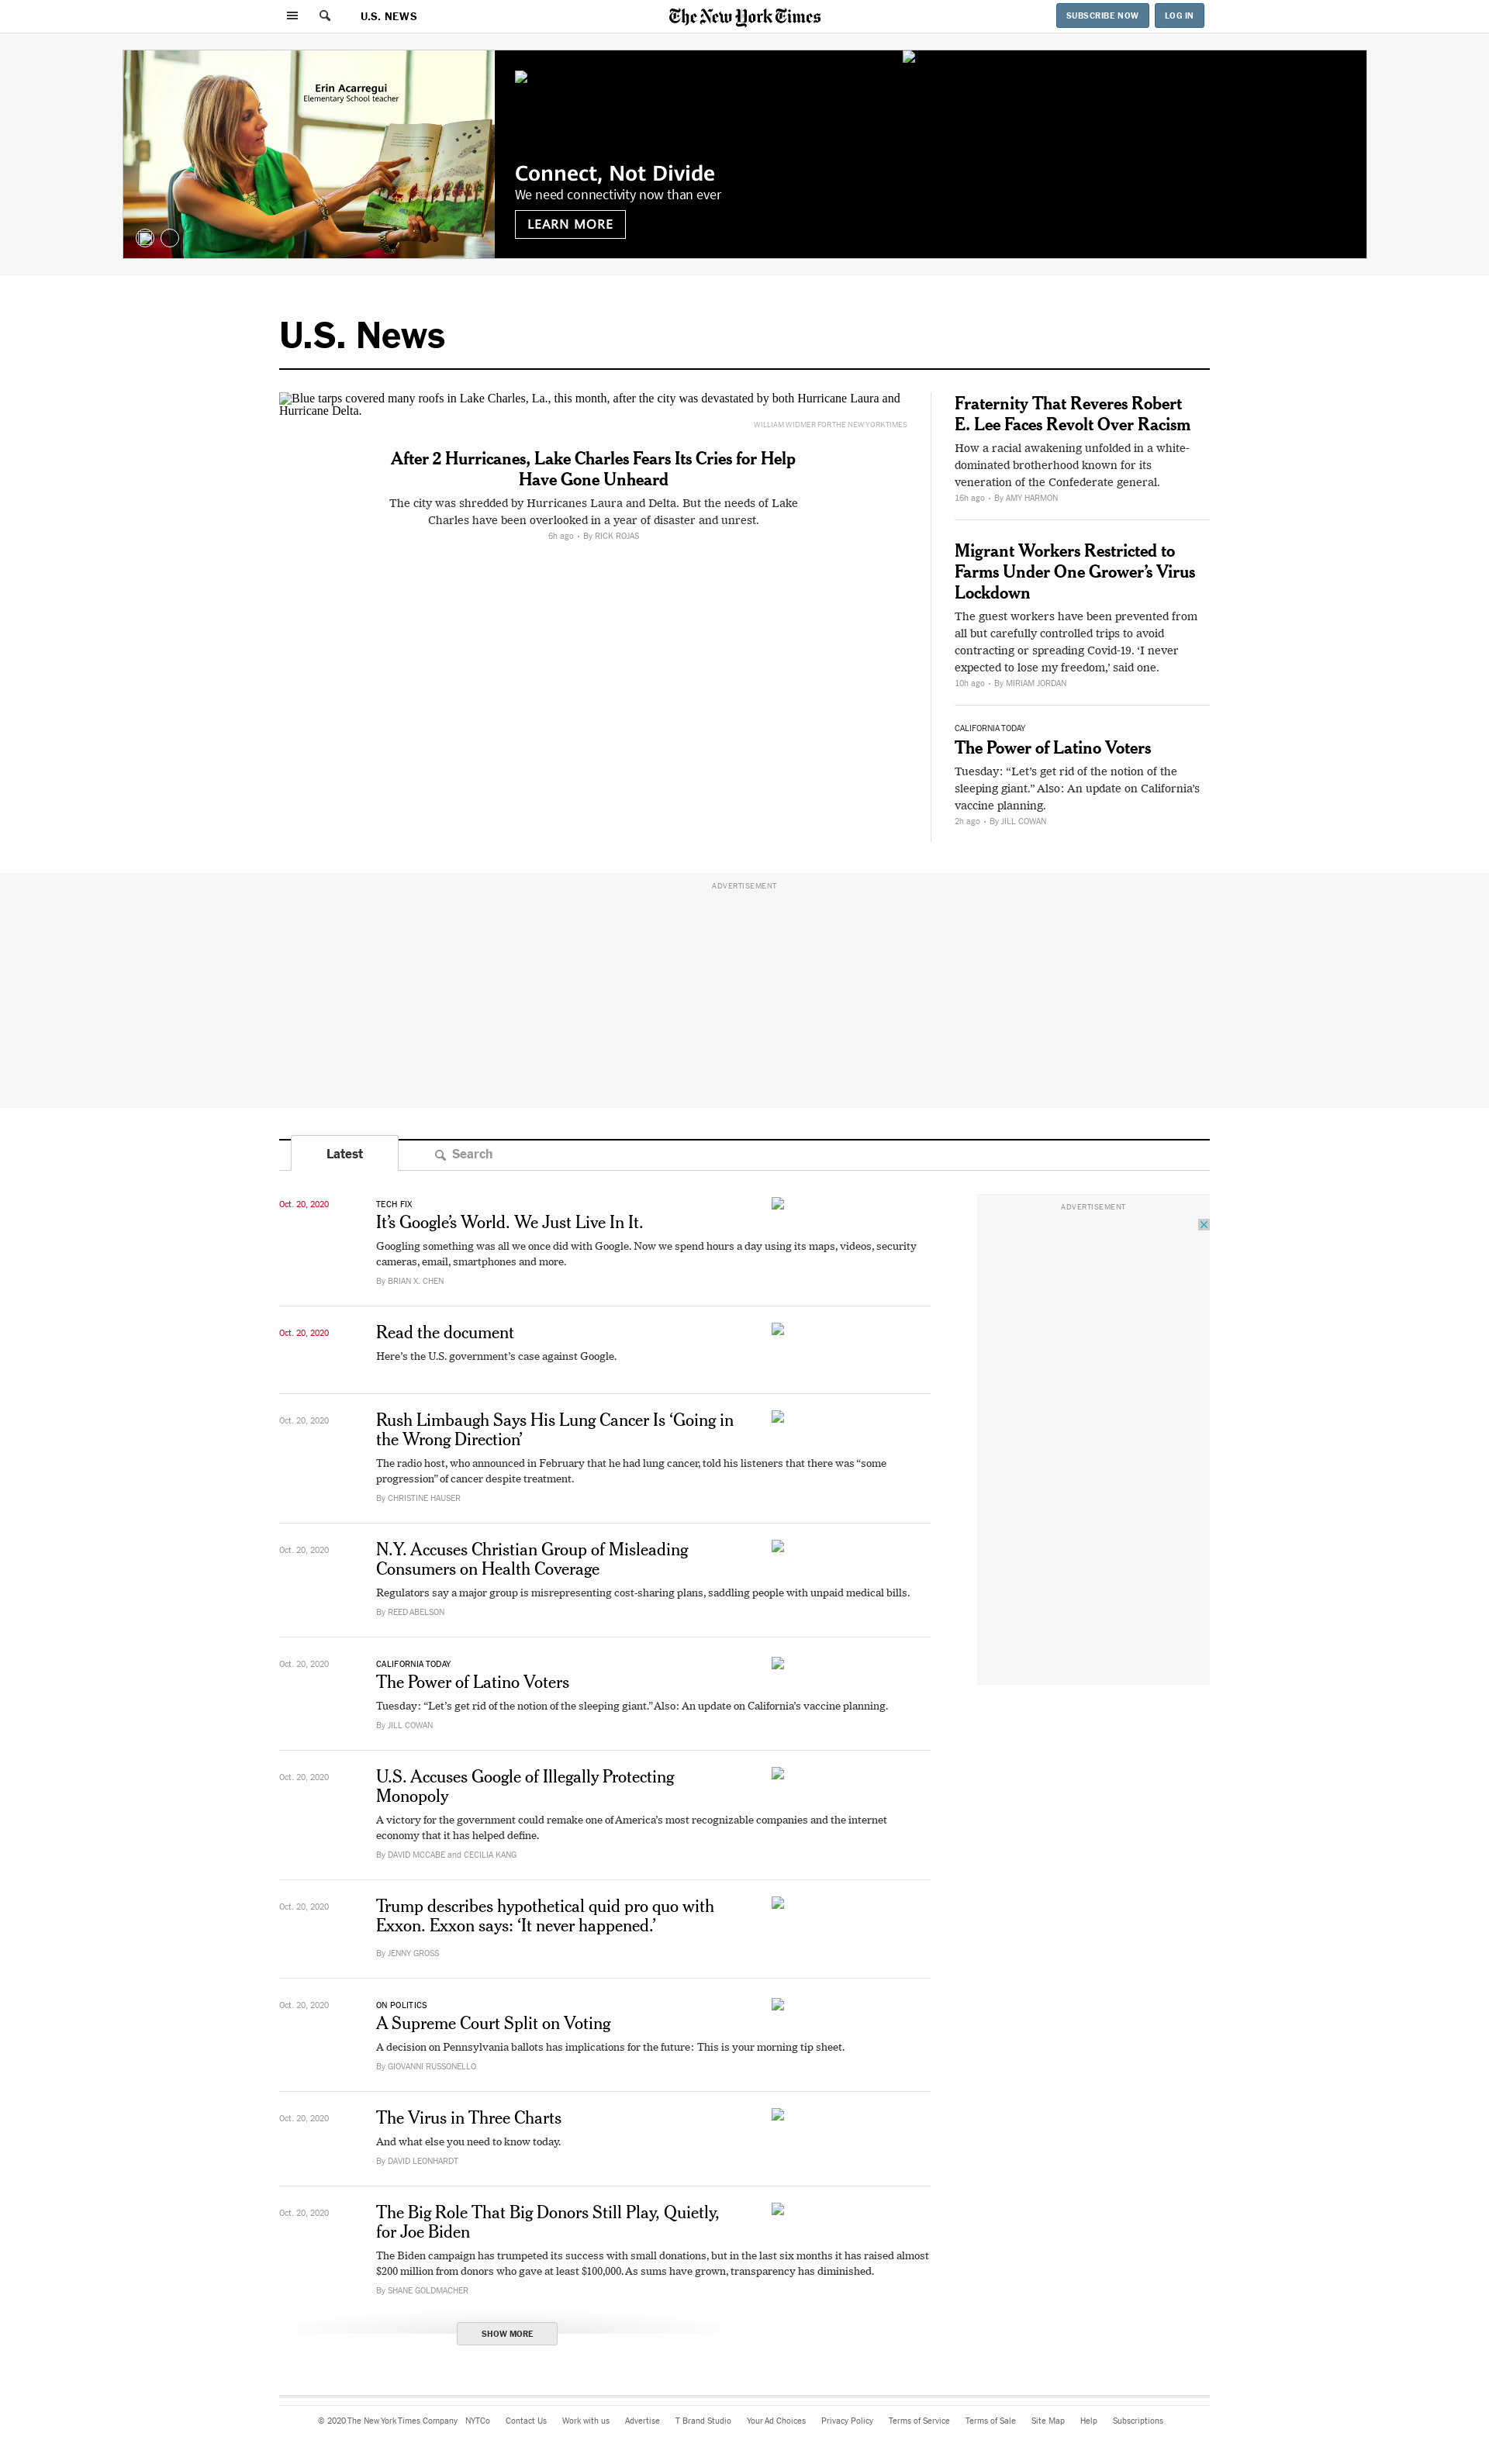 U.S. NEWS
The New York Times
SUBSCRIBE NOW
LOG IN
Erin Acarregui
Elementary School teacher
Connect, Not Divide
We need connectivity now than ever
LEARN MORE
U.S. News
Blue tarps covered many roofs in Lake Charles, La., this month, after the city was devastated by both Hurricane Laura and
Hurricane Delta.
WILLIAM WIDMER FOR THE NEW YORK TIMES
After 2 Hurricanes, Lake Charles Fears Its Cries for Help
Have Gone Unheard
The city was shredded by Hurricanes Laura and Delta. But the needs of Lake
Charles have been overlooked in a year of disaster and unrest.
6h ago • By RICK ROJAS
Fraternity That Reveres Robert
E. Lee Faces Revolt Over Racism
How a racial awakening unfolded in a white-
dominated brotherhood known for its
veneration of the Confederate general.
16h ago • By AMY HARMON
Migrant Workers Restricted to
Farms Under One Grower’s Virus
Lockdown
The guest workers have been prevented from
all but carefully controlled trips to avoid
contracting or spreading Covid-19. ‘I never
expected to lose my freedom,’ said one.
10h ago • By MIRIAM JORDAN
CALIFORNIA TODAY
The Power of Latino Voters
Tuesday: “Let’s get rid of the notion of the
sleeping giant.” Also: An update on California’s
vaccine planning.
2h ago • By JILL COWAN
ADVERTISEMENT
Latest
Search
Oct. 20, 2020
TECH FIX
It’s Google’s World. We Just Live In It.
Googling something was all we once did with Google. Now we spend hours a day using its maps, videos, security
cameras, email, smartphones and more.
By BRIAN X. CHEN
ADVERTISEMENT
Oct. 20, 2020
Read the document
Here’s the U.S. government’s case against Google.
Oct. 20, 2020
Rush Limbaugh Says His Lung Cancer Is ‘Going in
the Wrong Direction’
The radio host, who announced in February that he had lung cancer, told his listeners that there was “some
progression” of cancer despite treatment.
By CHRISTINE HAUSER
Oct. 20, 2020
N.Y. Accuses Christian Group of Misleading
Consumers on Health Coverage
Regulators say a major group is misrepresenting cost-sharing plans, saddling people with unpaid medical bills.
By REED ABELSON
Oct. 20, 2020
CALIFORNIA TODAY
The Power of Latino Voters
Tuesday: “Let’s get rid of the notion of the sleeping giant.” Also: An update on California’s vaccine planning.
By JILL COWAN
Oct. 20, 2020
U.S. Accuses Google of Illegally Protecting
Monopoly
A victory for the government could remake one of America’s most recognizable companies and the internet
economy that it has helped define.
By DAVID MCCABE and CECILIA KANG
Oct. 20, 2020
Trump describes hypothetical quid pro quo with
Exxon. Exxon says: ‘It never happened.’
By JENNY GROSS
Oct. 20, 2020
ON POLITICS
A Supreme Court Split on Voting
A decision on Pennsylvania ballots has implications for the future: This is your morning tip sheet.
By GIOVANNI RUSSONELLO
Oct. 20, 2020
The Virus in Three Charts
And what else you need to know today.
By DAVID LEONHARDT
Oct. 20, 2020
The Big Role That Big Donors Still Play, Quietly,
for Joe Biden
The Biden campaign has trumpeted its success with small donations, but in the last six months it has raised almost
$200 million from donors who gave at least $100,000. As sums have grown, transparency has diminished.
By SHANE GOLDMACHER
SHOW MORE
© 2020 The New York Times Company NYTCo Contact Us Work with us Advertise T Brand Studio Your Ad Choices Privacy Policy Terms of Service Terms of Sale Site Map Help Subscriptions